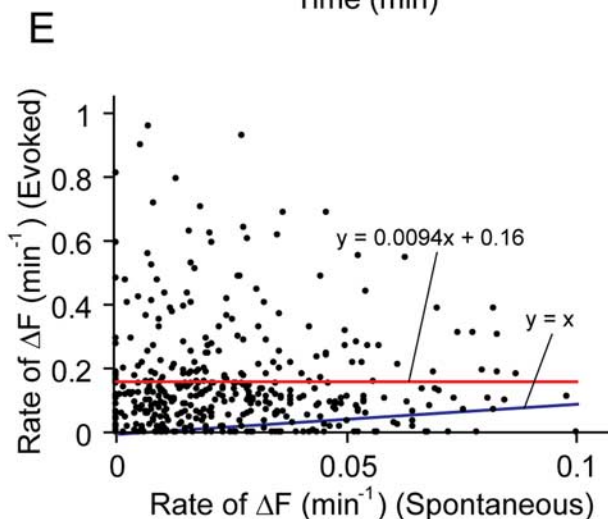 Time (min)
E
Rate of ΔF (min⁻¹) (Evoked)
1
0.8
0.6
0.4
0.2
0
y = 0.0094x + 0.16
y = x
0
0.05
0.1
Rate of ΔF (min⁻¹) (Spontaneous)